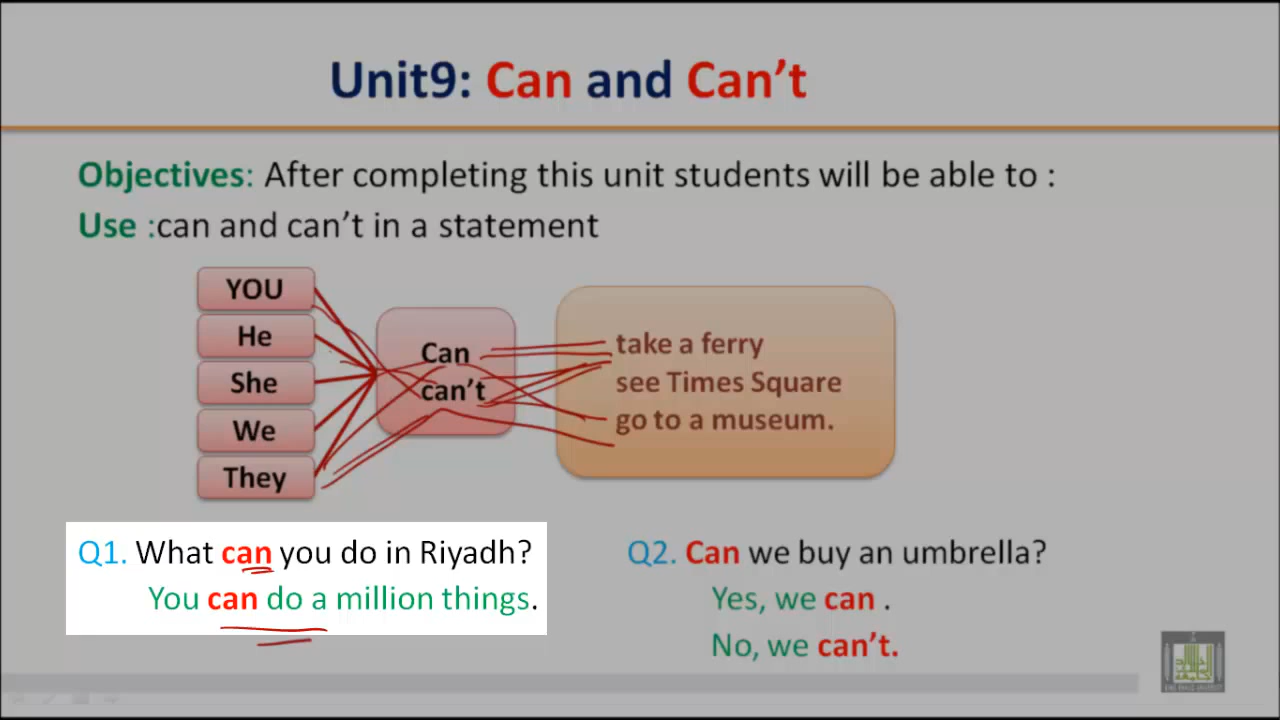 Unit9: Can and Can't
Objectives: After completing this unit students will be able to :
Use :can and can't in a statement
YOU
He
She
We
They
Can
can't
take a ferry
see Times Square
go to a museum.
Q1. What can you do in Riyadh?
You can do a million things.
Q2. Can we buy an umbrella?
Yes, we can .
No, we can't.